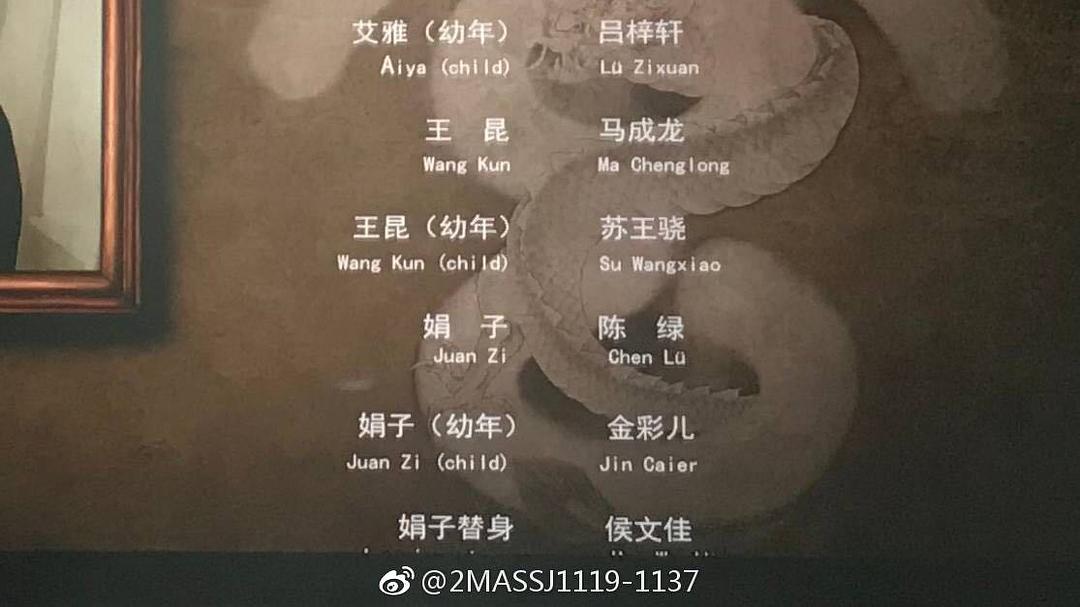 艾雅（幼年） 吕梓轩
Aiya (child) Lü Zixuan
王 昆 马成龙
Wang Kun Ma Chenglong
王昆（幼年） 苏王骁
Wang Kun (child) Su Wangxiao
娟 子 陈 绿
Juan Zi Chen Lü
娟子（幼年） 金彩儿
Juan Zi (child) Jin Caier
娟子替身 侯文佳
@2MASSJ1119-1137